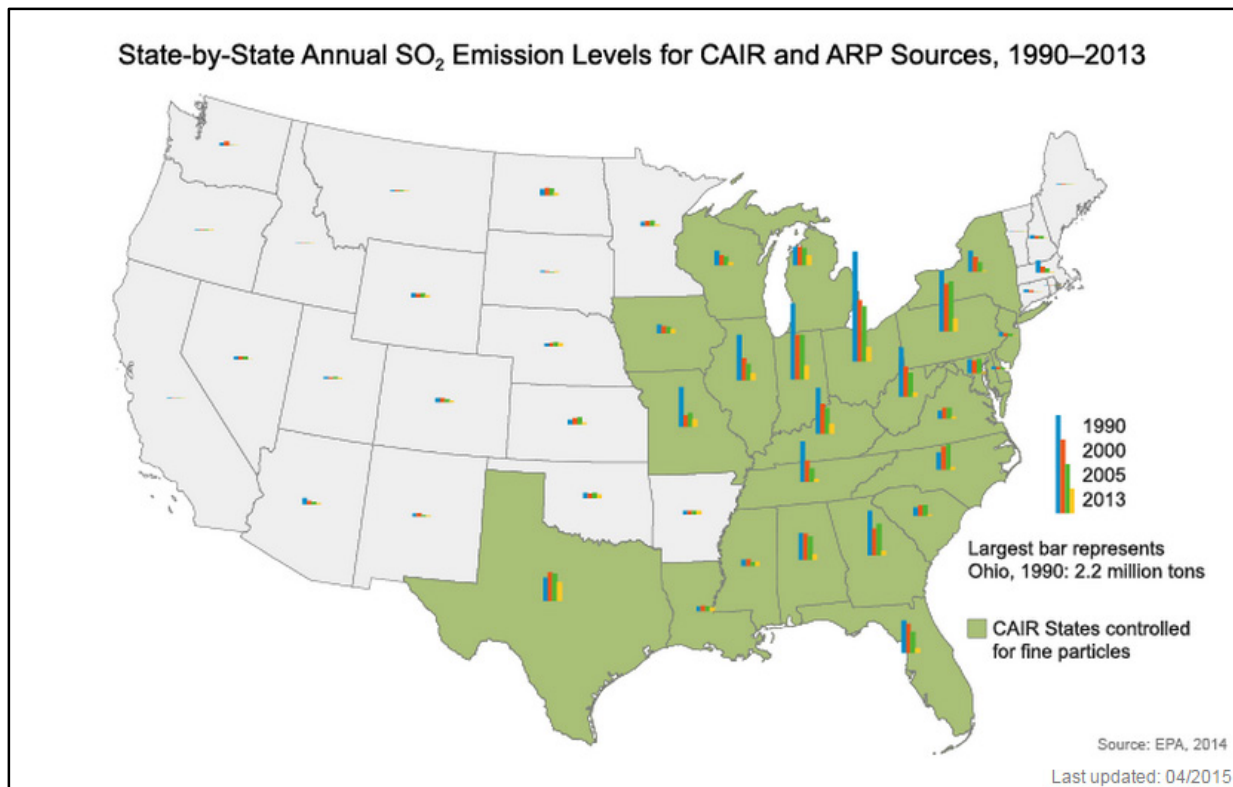 State-by-State Annual SO₂ Emission Levels for CAIR and ARP Sources, 1990–2013
1990
2000
2005
2013
Largest bar represents
Ohio, 1990: 2.2 million tons
CAIR States controlled
for fine particles
Source: EPA, 2014
Last updated: 04/2015